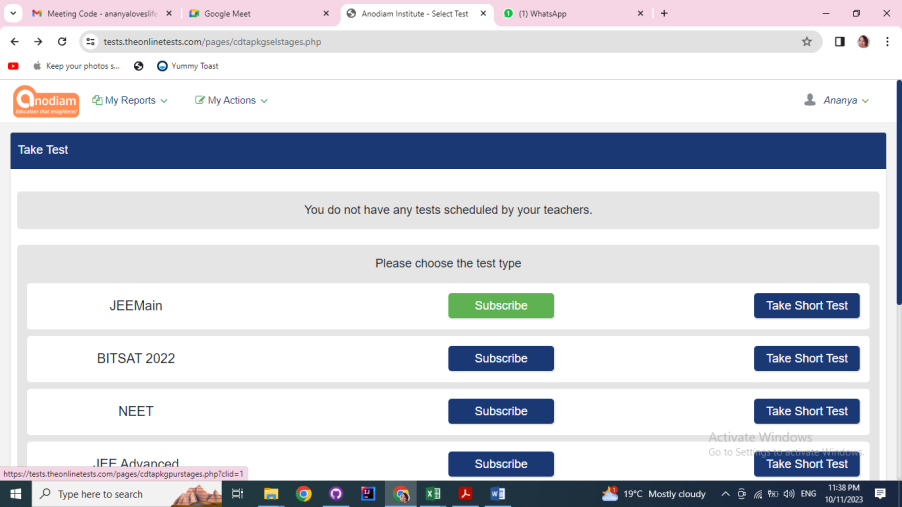 Meeting Code - ananyaloveslife
Google Meet
Anodiam Institute - Select Test
(1) WhatsApp
tests.theonlinetests.com/pages/cdtapkgselstages.php
Keep your photos s...
Yummy Toast
Anodiam
Education that enlightens!
My Reports
My Actions
Ananya
Take Test
You do not have any tests scheduled by your teachers.
Please choose the test type
JEEMain Subscribe Take Short Test
BITSAT 2022 Subscribe Take Short Test
NEET Subscribe Take Short Test
JEE Advanced Subscribe Take Short Test
Activate Windows
Go to Settings to activate Windows.
https://tests.theonlinetests.com/pages/cdtapkgpurstages.php?clid=1
Type here to search
19°C Mostly cloudy
ENG
11:38 PM
10/11/2023